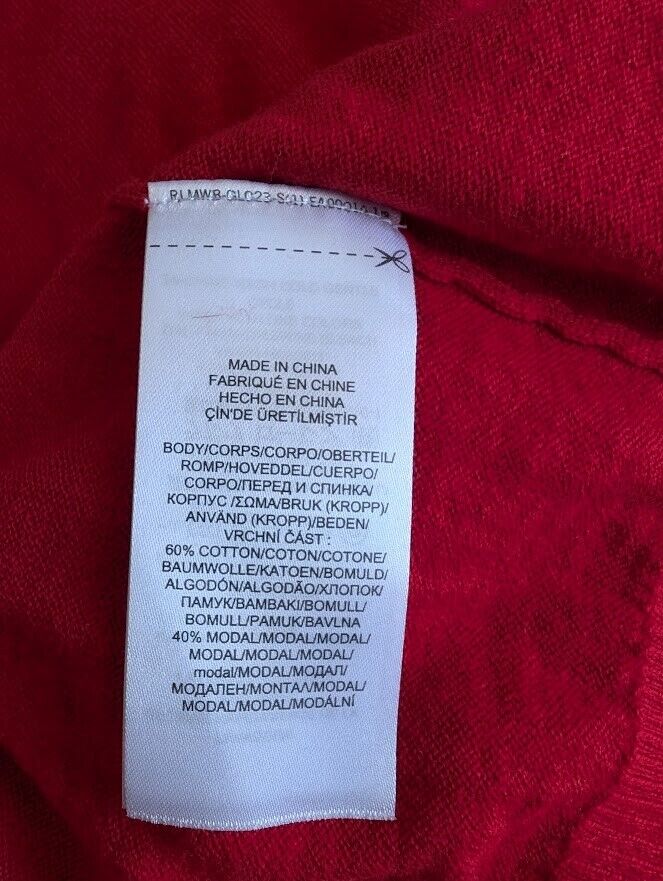 MADE IN CHINA
FABRIQUÉ EN CHINE
HECHO EN CHINA
ÇİN'DE ÜRETİLMİŞTİR
BODY/CORPS/CORPO/OBERTEIL/
ROMP/HOVEDDEL/CUERPO/
CORPO/ПЕРЕД И СПИНКА/
КОРПУС /ΣΩΜΑ/BRUK (KROPP)/
ANVÄND (KROPP)/BEDEN/
VRCHNÍ ČÁST :
60% COTTON/COTON/COTONE/
BAUMWOLLE/KATOEN/BOMULD/
ALGODÓN/ALGODÃO/ХЛОПОК/
ПАМУК/ΒΑΜΒΑΚΙ/BOMULL/
BOMULL/PAMUK/BAVLNA
40% MODAL/MODAL/MODAL/
MODAL/MODAL/MODAL/
modal/MODAL/МОДАЛ/
МОДАЛЕН/ΜΟΝΤΑΛ/MODAL/
MODAL/MODAL/MODÁLNÍ